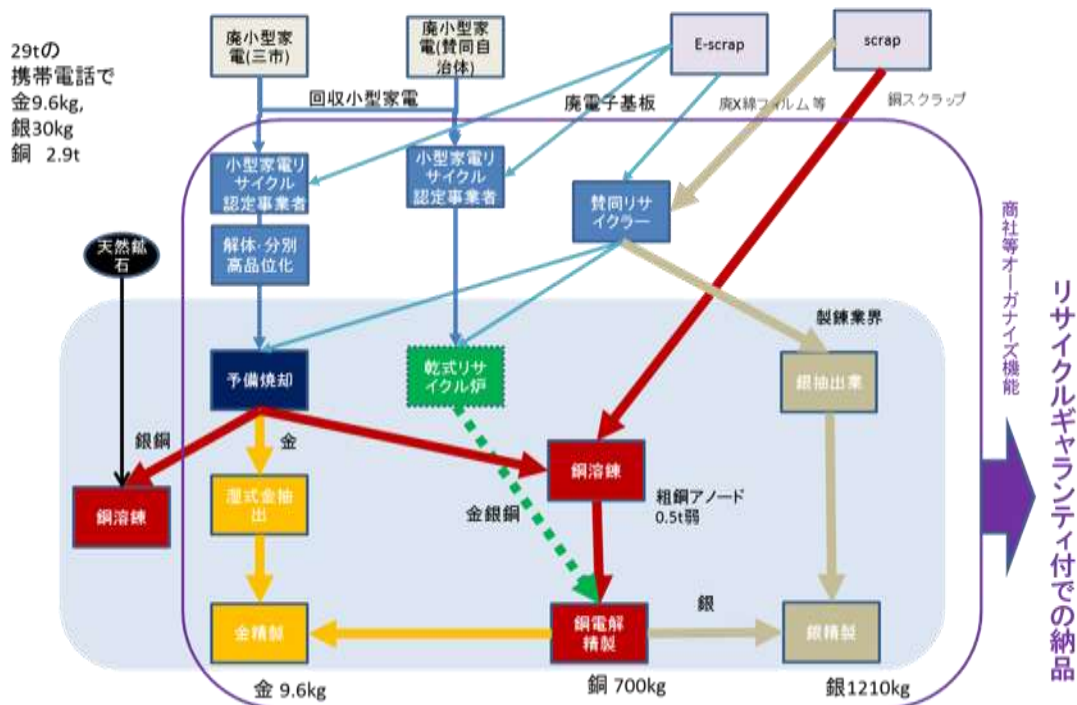 29tの
携帯電話で
金9.6kg,
銀30kg
銅 2.9t
廃小型家
電(三市)
廃小型家
電(賛同自
治体)
E-scrap
scrap
回収小型家電
廃電子基板
廃X線フィルム等
銅スクラップ
小型家電リ
サイクル
認定事業者
小型家電リ
サイクル
認定事業者
賛同リサイ
クラー
解体・分別
高品位化
天然鉱
石
製錬業界
予備焼却
乾式リサ
イクル炉
銀抽出業
銀銅
金
銅溶錬
湿式金抽
出
金銀銅
銅溶錬
粗銅アノード
0.5t弱
金精製
銅電解
精製
銀
銀精製
金 9.6kg
銅 700kg
銀1210kg
商社等オーガナイズ機能
リサイクルギャランティ付での納品